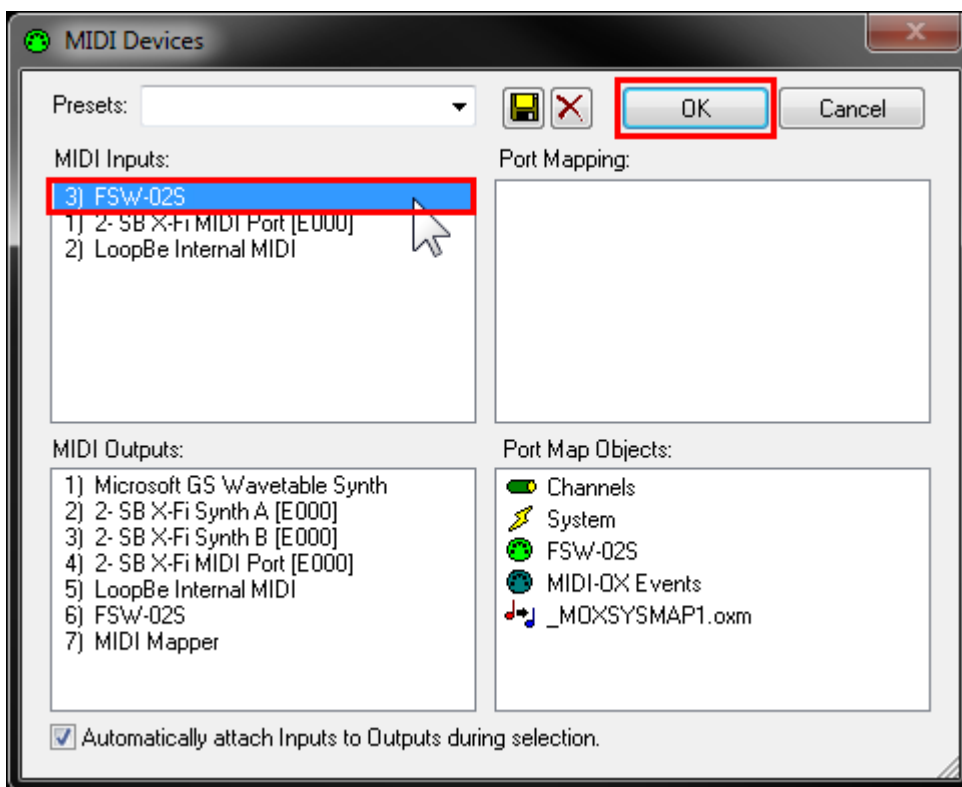 MIDI Devices
Presets:
OK
Cancel
MIDI Inputs:
3) FSW-02S
1) 2- SB X-Fi MIDI Port [E000]
2) LoopBe Internal MIDI
Port Mapping:
MIDI Outputs:
1) Microsoft GS Wavetable Synth
2) 2- SB X-Fi Synth A [E000]
3) 2- SB X-Fi Synth B [E000]
4) 2- SB X-Fi MIDI Port [E000]
5) LoopBe Internal MIDI
6) FSW-02S
7) MIDI Mapper
Port Map Objects:
Channels
System
FSW-02S
MIDI-OX Events
_MOXSYSMAP1.oxm
Automatically attach Inputs to Outputs during selection.